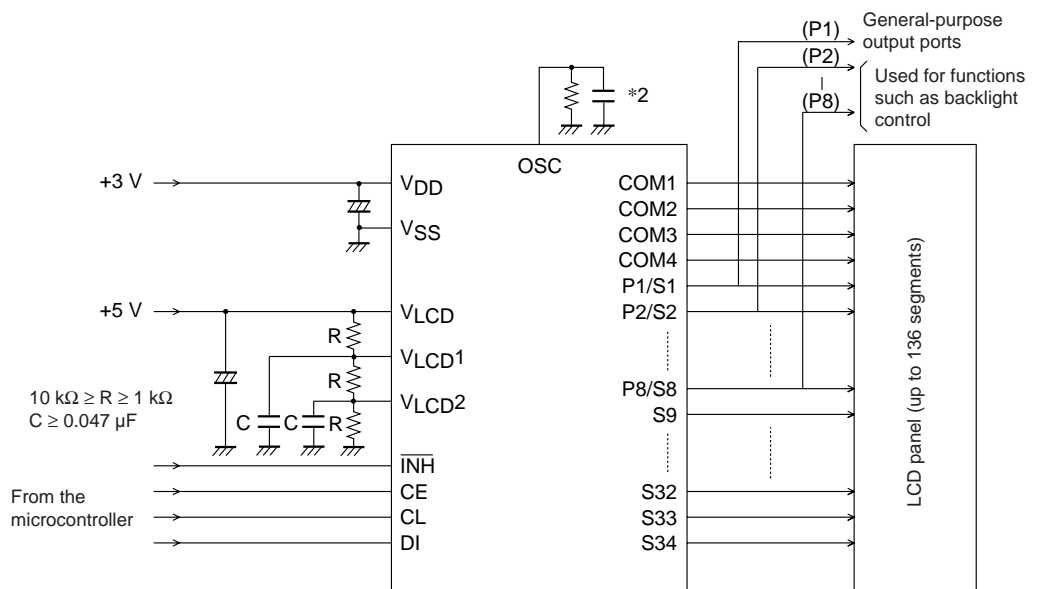 (P1)
General-purpose
output ports
(P2)
(P8)
Used for functions
such as backlight
control
*2
OSC
+3 V
VDD
VSS
COM1
COM2
COM3
COM4
P1/S1
P2/S2
P8/S8
S9
S32
S33
S34
+5 V
VLCD
R
VLCD1
R
VLCD2
C
C
R
10 kΩ ≥ R ≥ 1 kΩ
C ≥ 0.047 µF
INH
CE
CL
DI
From the
microcontroller
LCD panel (up to 136 segments)